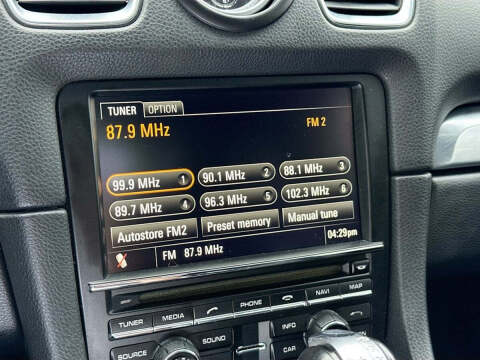 TUNER OPTION
87.9 MHz FM 2
99.9 MHz 1 90.1 MHz 2 88.1 MHz 3
89.7 MHz 4 96.3 MHz 5 102.3 MHz 6
Autostore FM2 Preset memory Manual tune
04:29pm
FM 87.9 MHz
TUNER MEDIA PHONE NAVI MAP
SOURCE SOUND INFO
CAR